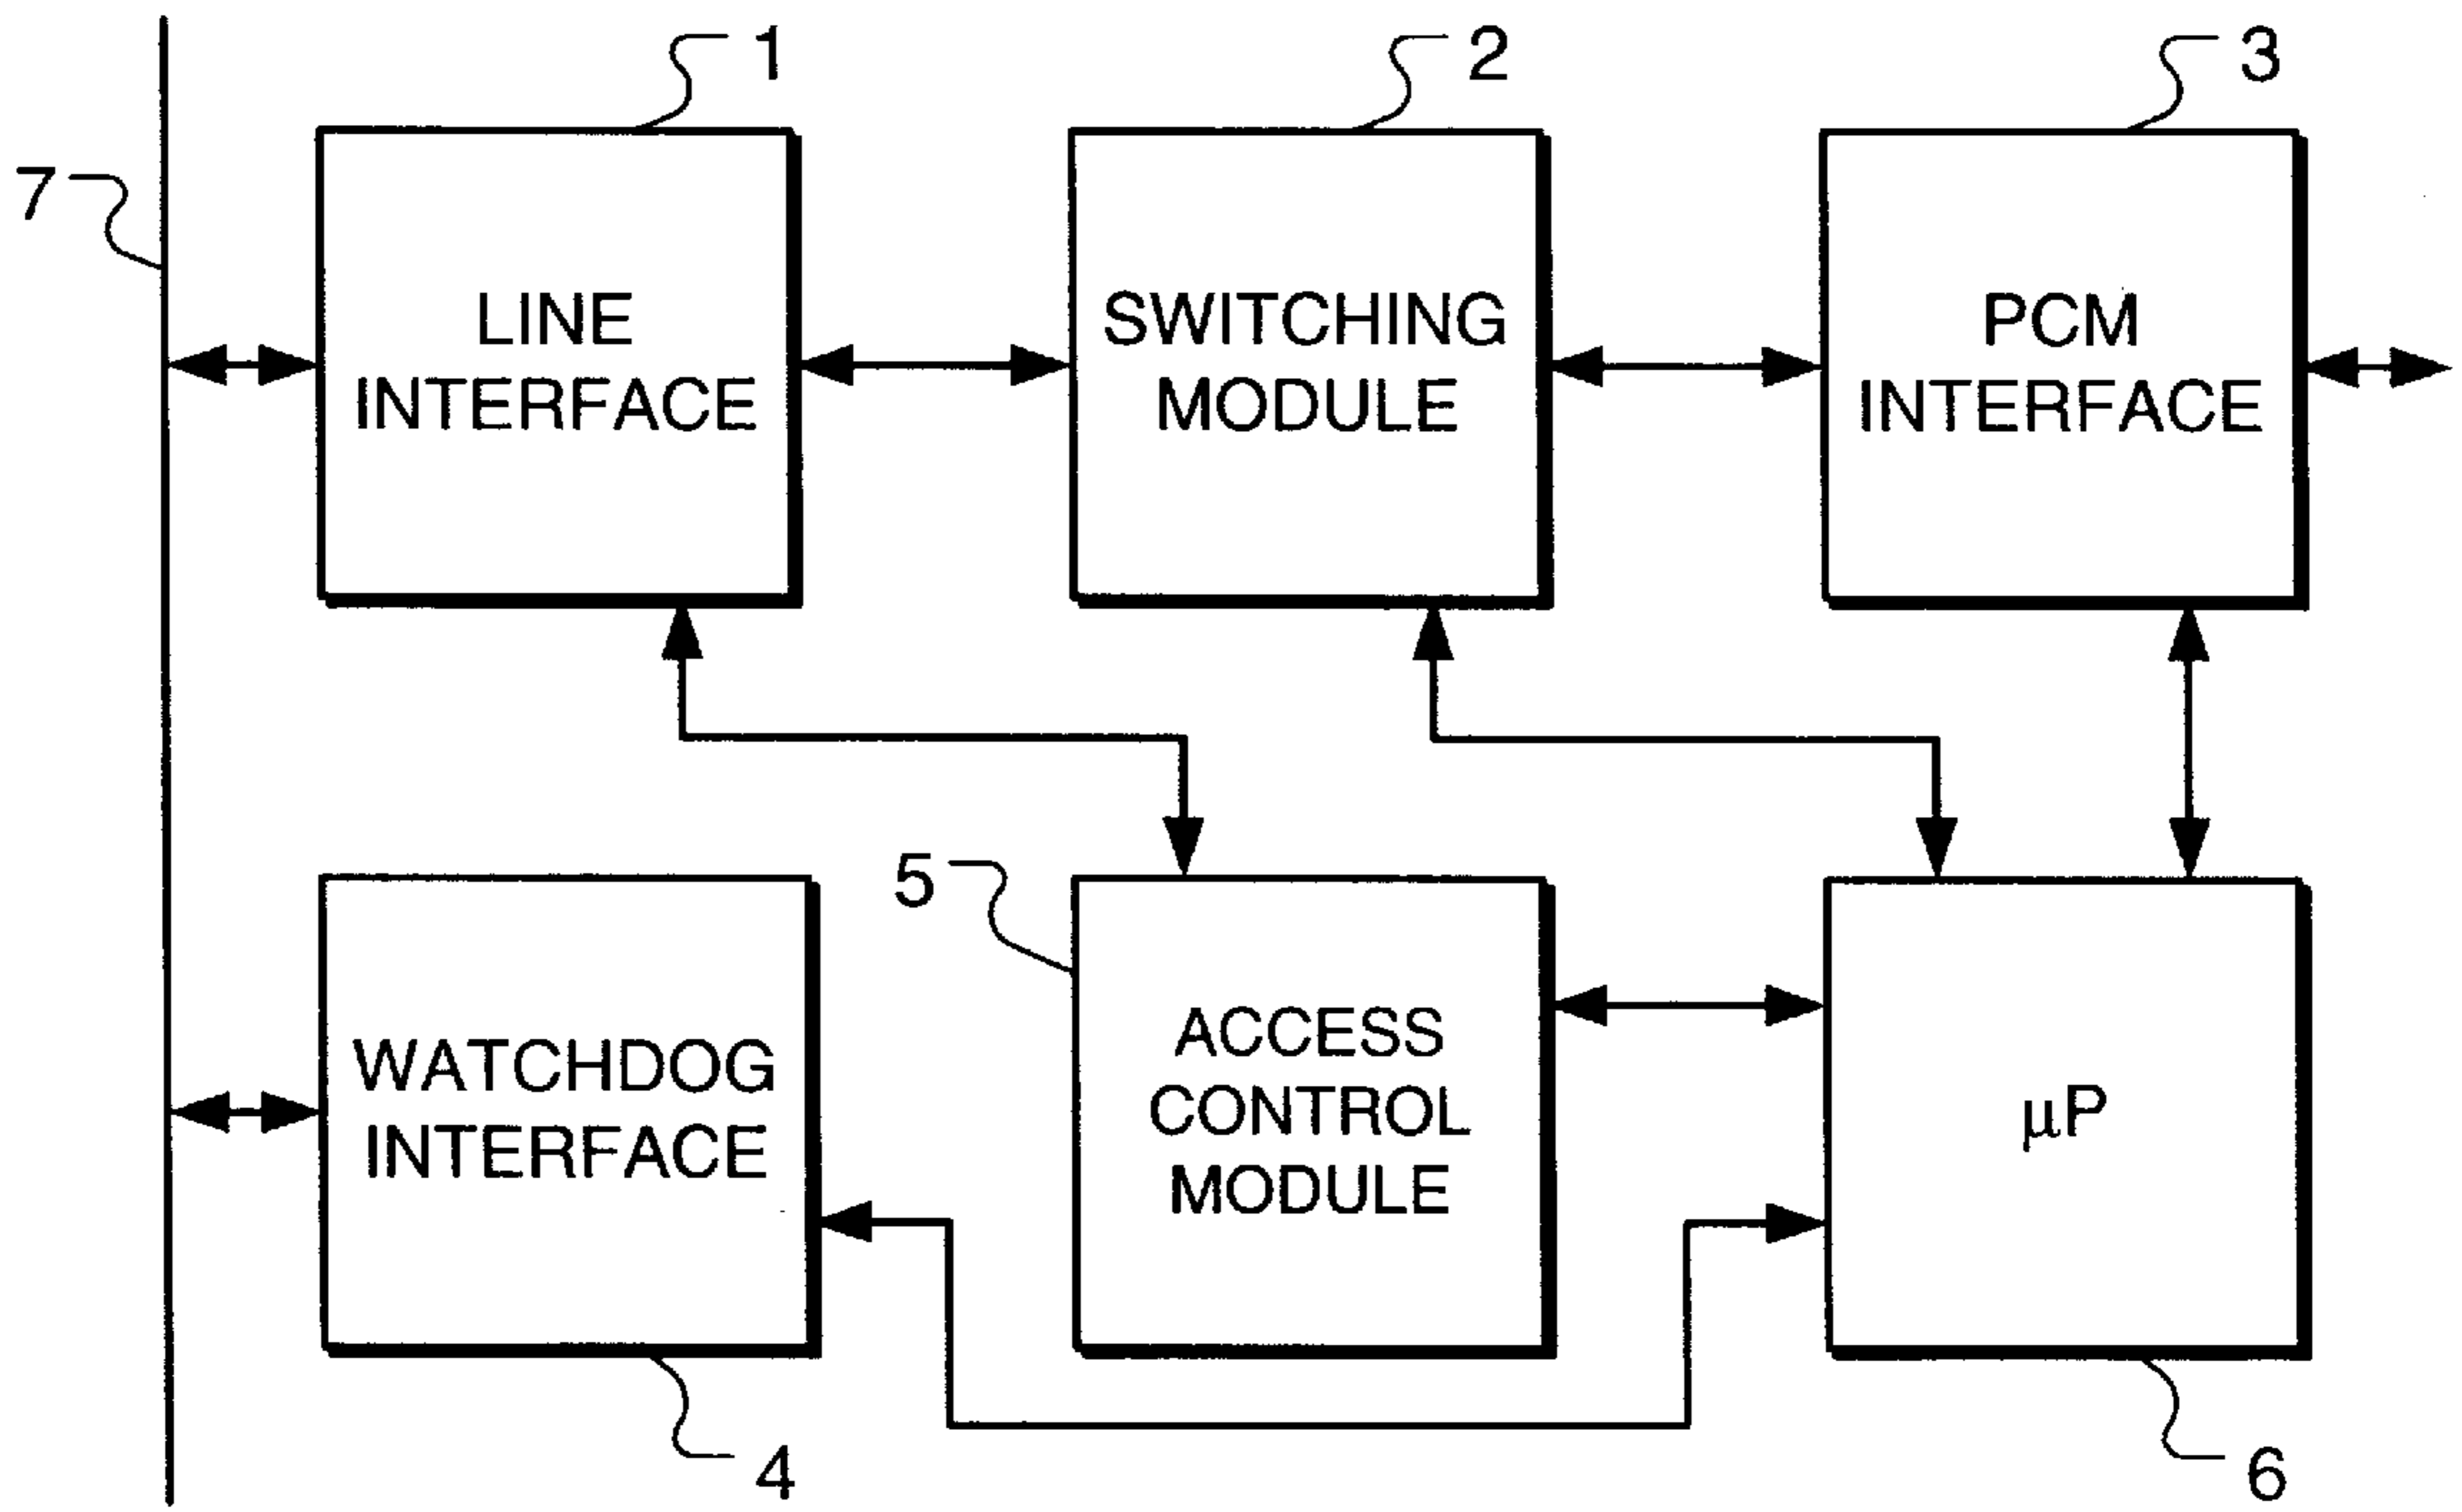 1
2
3
7
LINE
INTERFACE
SWITCHING
MODULE
PCM
INTERFACE
5
WATCHDOG
INTERFACE
ACCESS
CONTROL
MODULE
μP
4
6